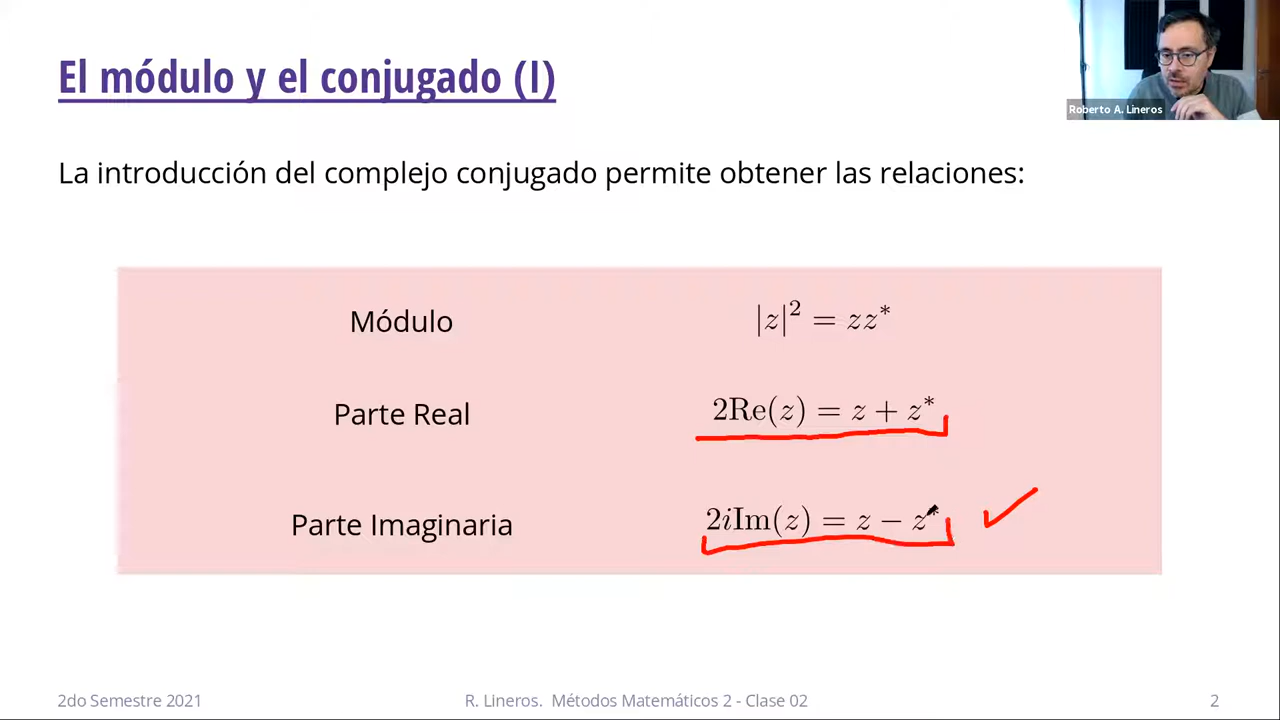 El módulo y el conjugado (I)
Roberto A. Lineros
La introducción del complejo conjugado permite obtener las relaciones:
Módulo |z|² = zz*
Parte Real 2Re(z) = z + z*
Parte Imaginaria 2iIm(z) = z − z*
2do Semestre 2021 R. Lineros. Métodos Matemáticos 2 - Clase 02 2